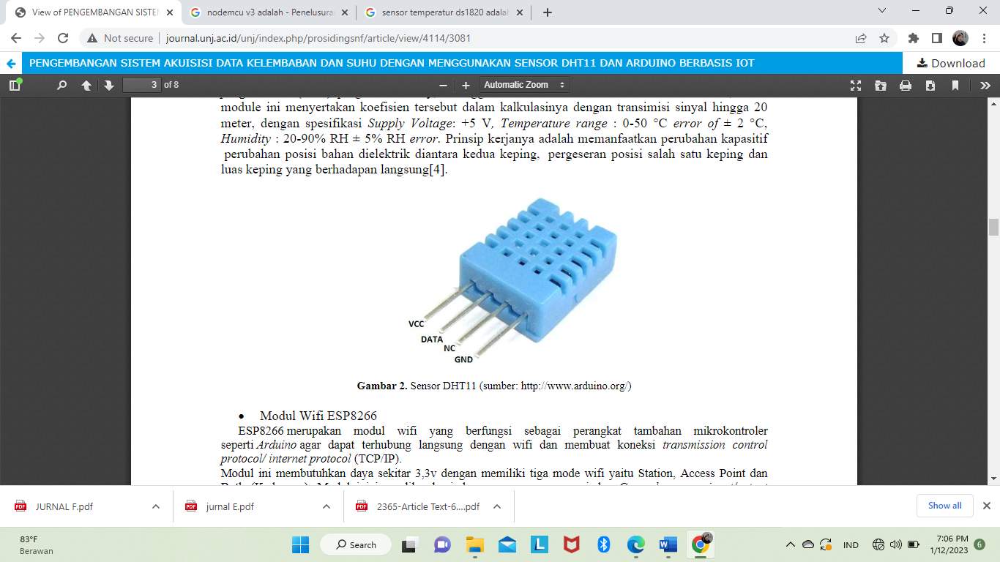 View of PENGEMBANGAN SISTEM
nodemcu v3 adalah - Penelusuran
sensor temperatur ds1820 adalah
Not secure
journal.unj.ac.id/unj/index.php/prosidingsnf/article/view/4114/3081
PENGEMBANGAN SISTEM AKUISISI DATA KELEMBABAN DAN SUHU DENGAN MENGGUNAKAN SENSOR DHT11 DAN ARDUINO BERBASIS IOT
Download
3 of 8
Automatic Zoom
module ini menyertakan koefisien tersebut dalam kalkulasinya dengan transimisi sinyal hingga 20
meter, dengan spesifikasi Supply Voltage: +5 V, Temperature range : 0-50 °C error of ± 2 °C,
Humidity : 20-90% RH ± 5% RH error. Prinsip kerjanya adalah memanfaatkan perubahan kapasitif
perubahan posisi bahan dielektrik diantara kedua keping, pergeseran posisi salah satu keping dan
luas keping yang berhadapan langsung[4].
VCC
DATA
NC
GND
Gambar 2. Sensor DHT11 (sumber: http://www.arduino.org/)
• Modul Wifi ESP8266
ESP8266 merupakan modul wifi yang berfungsi sebagai perangkat tambahan mikrokontroler
seperti Arduino agar dapat terhubung langsung dengan wifi dan membuat koneksi transmission control
protocol/ internet protocol (TCP/IP).
Modul ini membutuhkan daya sekitar 3,3v dengan memiliki tiga mode wifi yaitu Station, Access Point dan
JURNAL F.pdf
jurnal E.pdf
2365-Article Text-6....pdf
Show all
83°F
Berawan
Search
IND
7:06 PM
1/12/2023
6